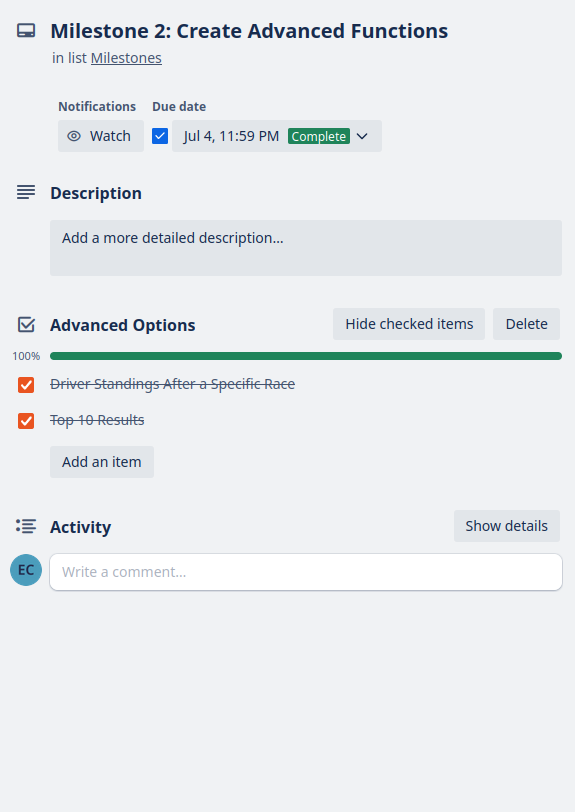 Milestone 2: Create Advanced Functions
in list Milestones
Notifications Due date
Watch Jul 4, 11:59 PM Complete
Description
Add a more detailed description...
Advanced Options Hide checked items Delete
100%
Driver Standings After a Specific Race
Top 10 Results
Add an item
Activity Show details
EC Write a comment...